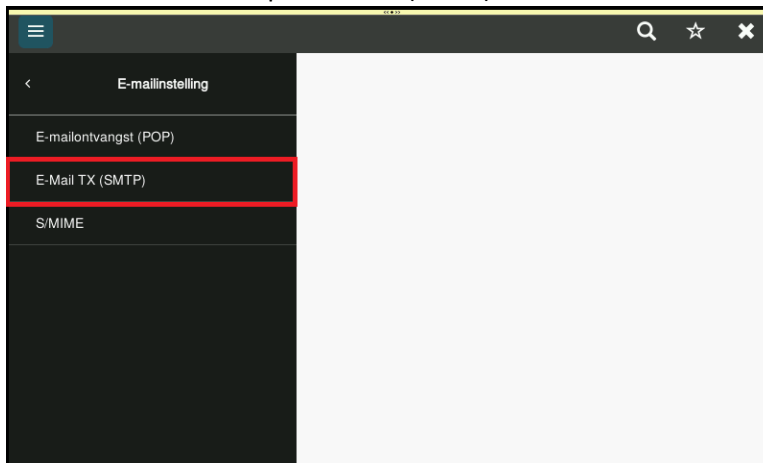 E-mailinstelling
E-mailontvangst (POP)
E-Mail TX (SMTP)
S/MIME